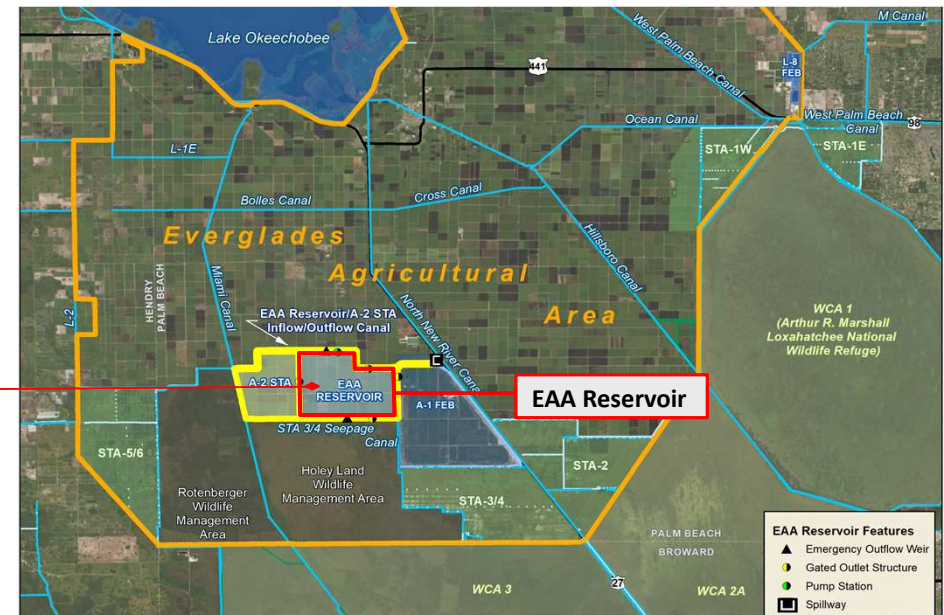 Lake Okeechobee
M Canal
441
West Palm Beach Canal
L-8
FEB
Ocean Canal
West Palm Beach
Canal
98
L-1E
STA-1W
STA-1E
Bolles Canal
Cross Canal
Everglades
Agricultural
Area
Hillsboro Canal
HENDRY
PALM BEACH
Miami Canal
L-2
North New River Canal
EAA Reservoir/A-2 STA
Inflow/Outflow Canal
WCA 1
(Arthur R. Marshall
Loxahatchee National
Wildlife Refuge)
A-2 STA
EAA
RESERVOIR
EAA Reservoir
A-1 FEB
STA 3/4 Seepage
Canal
STA-5/6
Holey Land
Wildlife
Management Area
STA-2
Rotenberger
Wildlife
Management
Area
STA-3/4
PALM BEACH
BROWARD
WCA 3
27
WCA 2A
EAA Reservoir Features
Emergency Outflow Weir
Gated Outlet Structure
Pump Station
Spillway